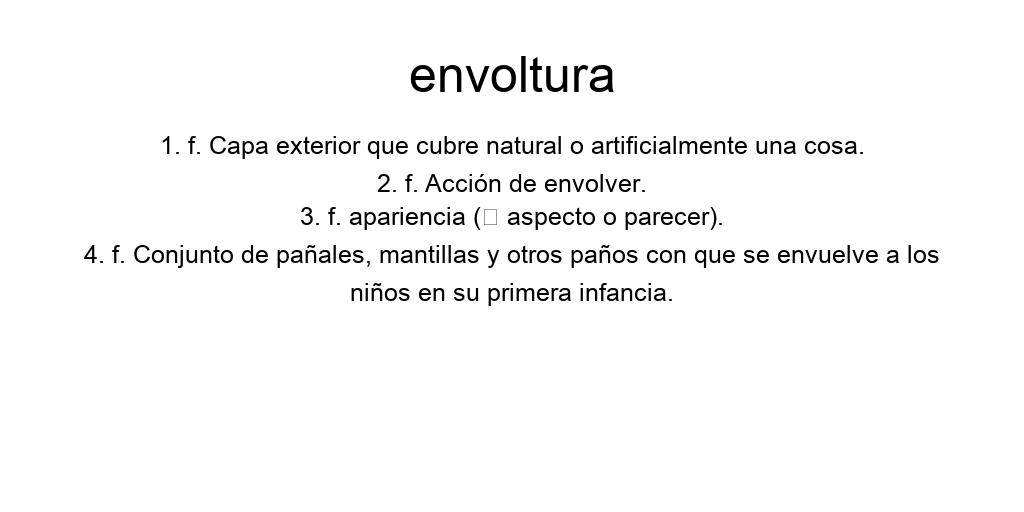 envoltura
1. f. Capa exterior que cubre natural o artificialmente una cosa.
2. f. Acción de envolver.
3. f. apariencia (□ aspecto o parecer).
4. f. Conjunto de pañales, mantillas y otros paños con que se envuelve a los
niños en su primera infancia.